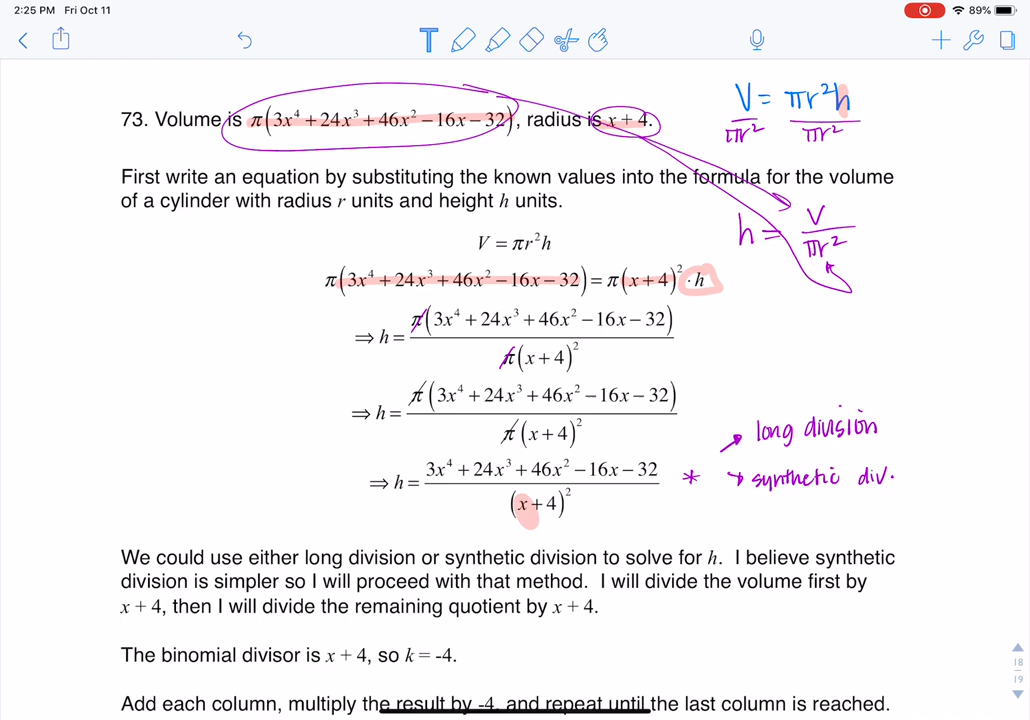 2:25 PM Fri Oct 11 89%
T
73. Volume is π(3x⁴ + 24x³ + 46x² − 16x − 32), radius is x + 4.
V = πr²h
πr² πr²
First write an equation by substituting the known values into the formula for the volume
of a cylinder with radius r units and height h units.
h = V/πr²
V = πr²h
π(3x⁴ + 24x³ + 46x² − 16x − 32) = π(x + 4)² · h
⇒ h = π(3x⁴ + 24x³ + 46x² − 16x − 32)
π(x + 4)²
⇒ h = π(3x⁴ + 24x³ + 46x² − 16x − 32)
π(x + 4)²
long division
⇒ h = 3x⁴ + 24x³ + 46x² − 16x − 32 * → synthetic div.
(x + 4)²
We could use either long division or synthetic division to solve for h. I believe synthetic
division is simpler so I will proceed with that method. I will divide the volume first by
x + 4, then I will divide the remaining quotient by x + 4.
The binomial divisor is x + 4, so k = -4.
18
19
Add each column, multiply the result by -4, and repeat until the last column is reached.